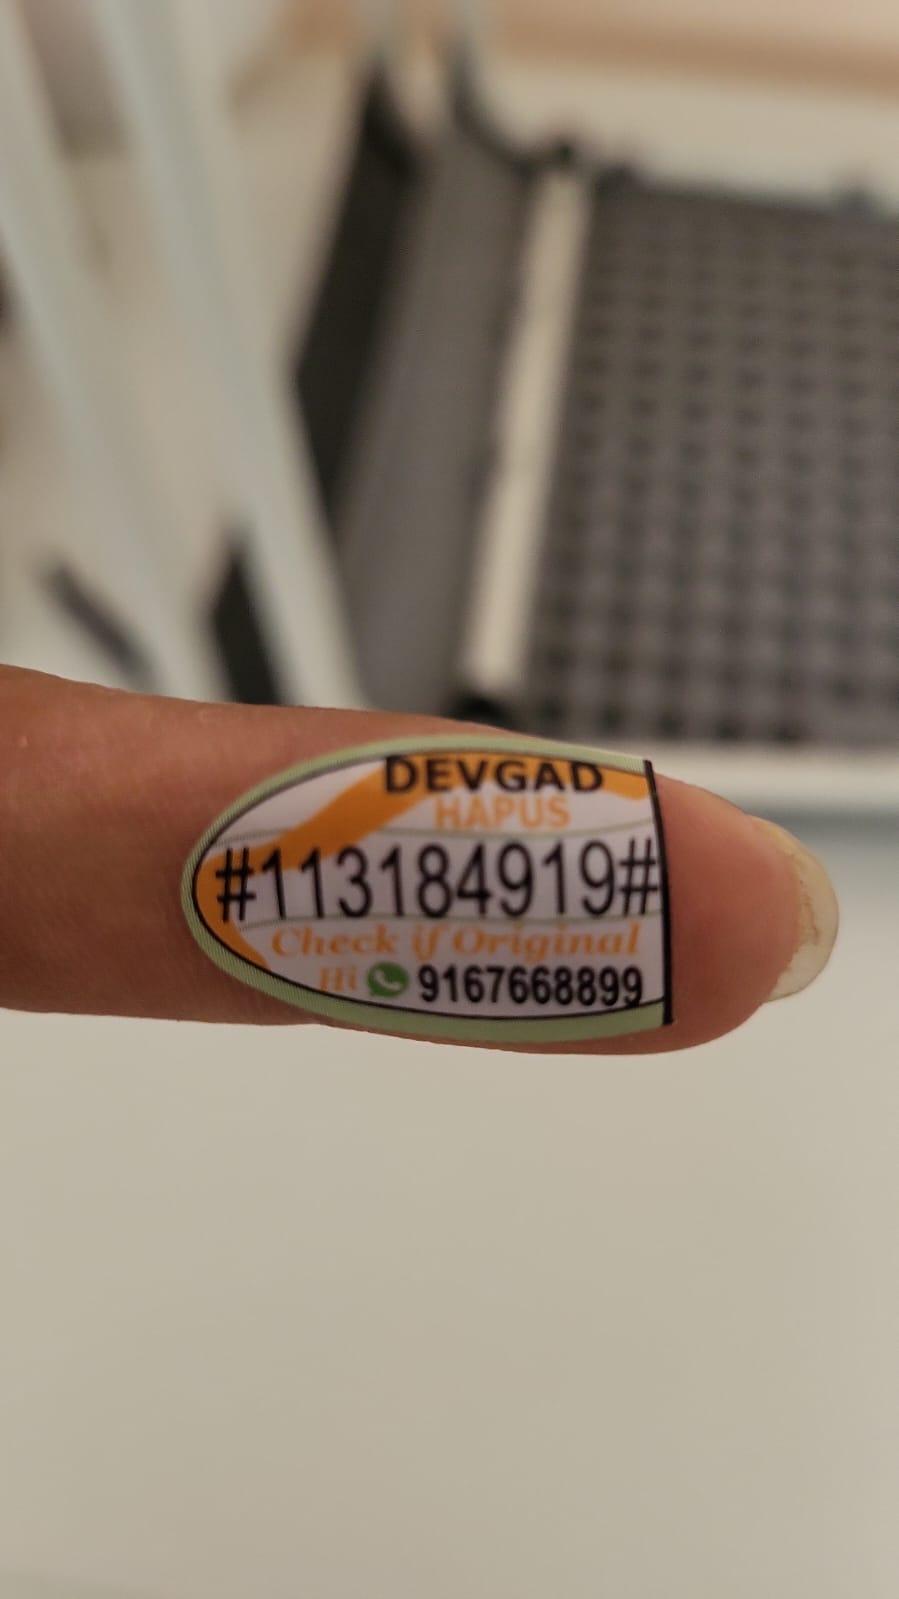 DEVGAD
HAPUS
#113184919#
Check if Original
Hi 9167668899